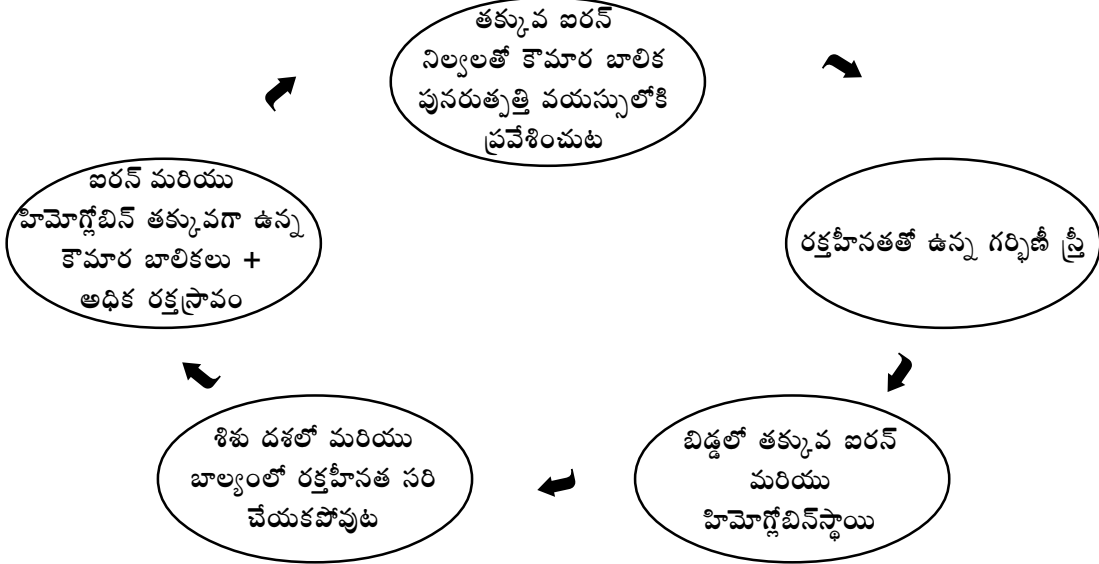 తక్కువ ఐరన్
నిల్వలతో కౌమార బాలిక
పునరుత్పత్తి వయస్సులోకి
ప్రవేశించుట
రక్తహీనతతో ఉన్న గర్భిణీ స్త్రీ
బిడ్డలో తక్కువ ఐరన్
మరియు
హిమోగ్లోబిన్‌స్థాయి
శిశు దశలో మరియు
బాల్యంలో రక్తహీనత సరి
చేయకపోవుట
ఐరన్ మరియు
హిమోగ్లోబిన్ తక్కువగా ఉన్న
కౌమార బాలికలు +
అధిక రక్తస్రావం